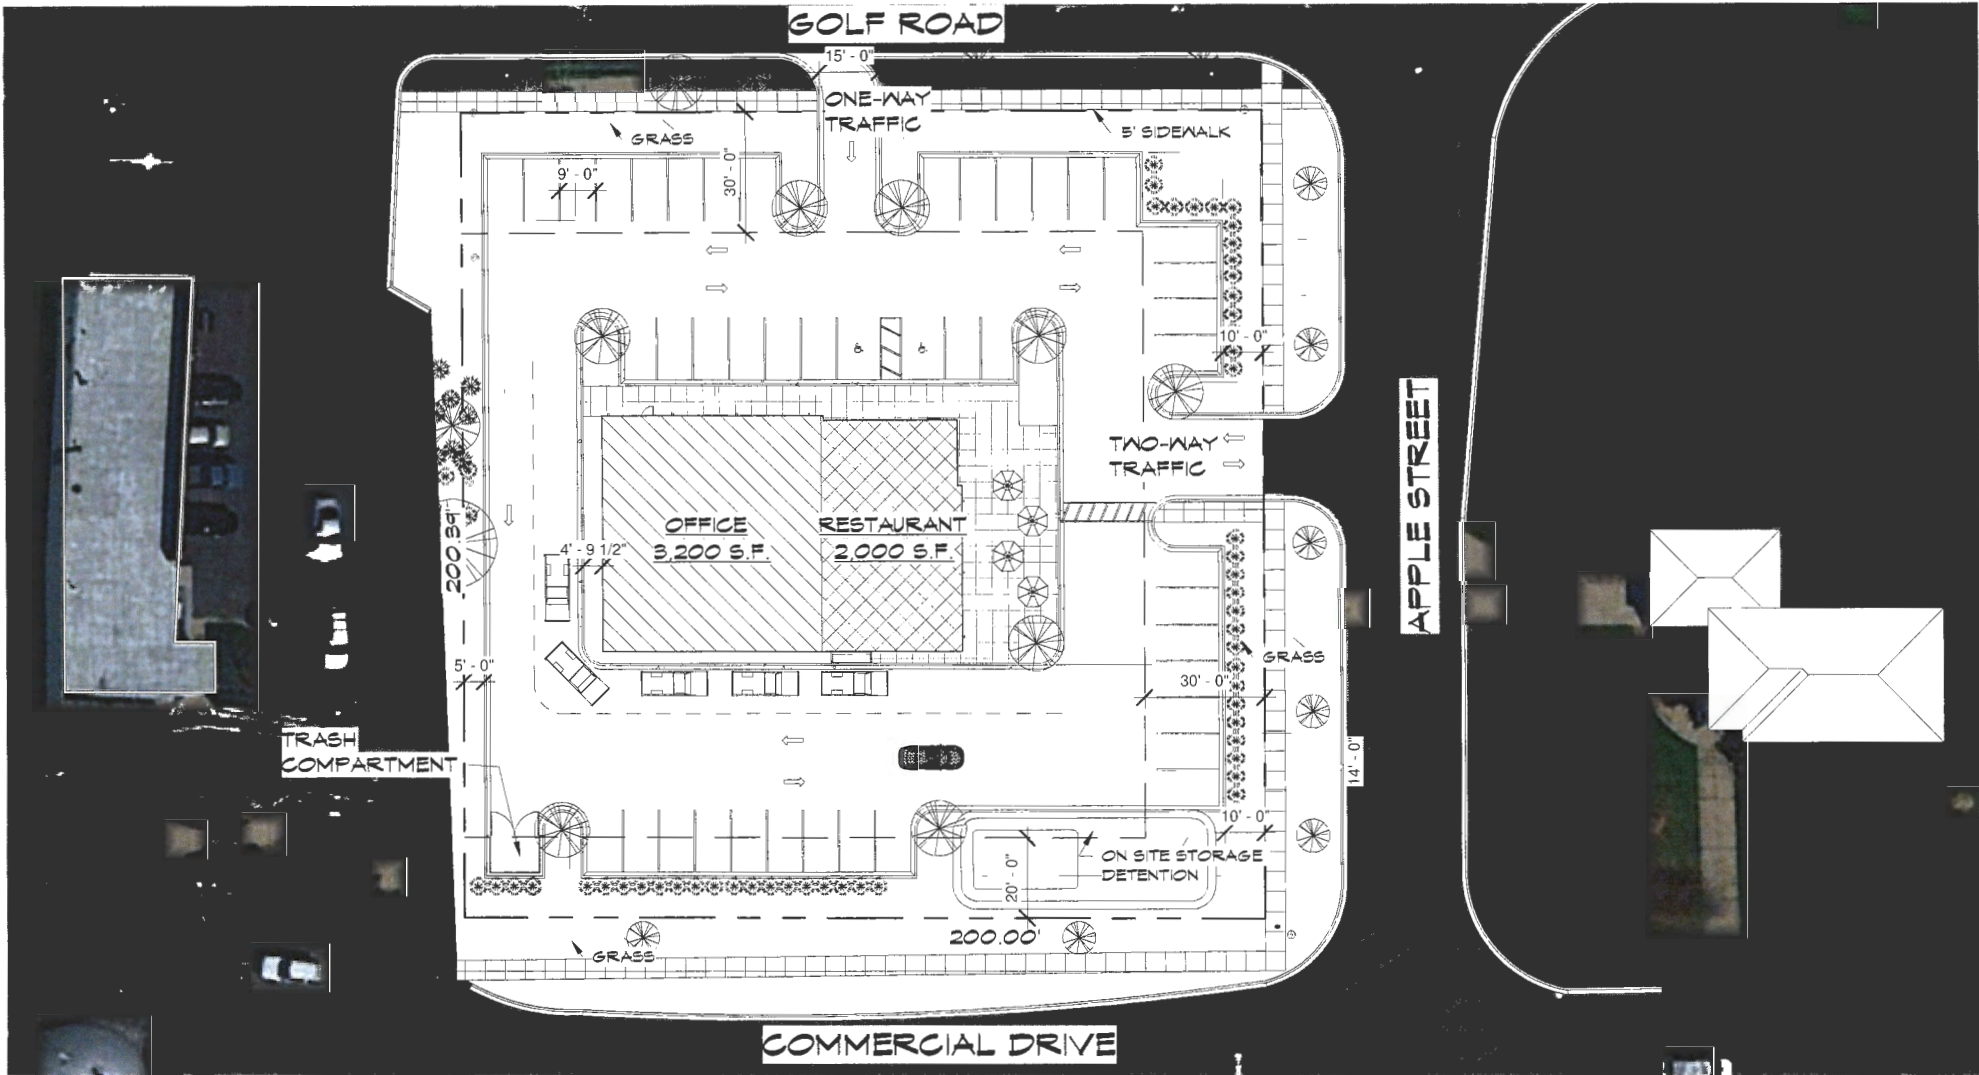 GOLF ROAD
15' - 0"
ONE-WAY
TRAFFIC
GRASS
5' SIDEWALK
9' - 0"
30' - 0"
10' - 0"
TWO-WAY
TRAFFIC
APPLE STREET
200.39'
OFFICE
3,200 S.F.
RESTAURANT
2,000 S.F.
4' - 9 1/2"
5' - 0"
GRASS
30' - 0"
TRASH
COMPARTMENT
14' - 0"
10' - 0"
ON SITE STORAGE
DETENTION
20' - 0"
200.00'
GRASS
COMMERCIAL DRIVE